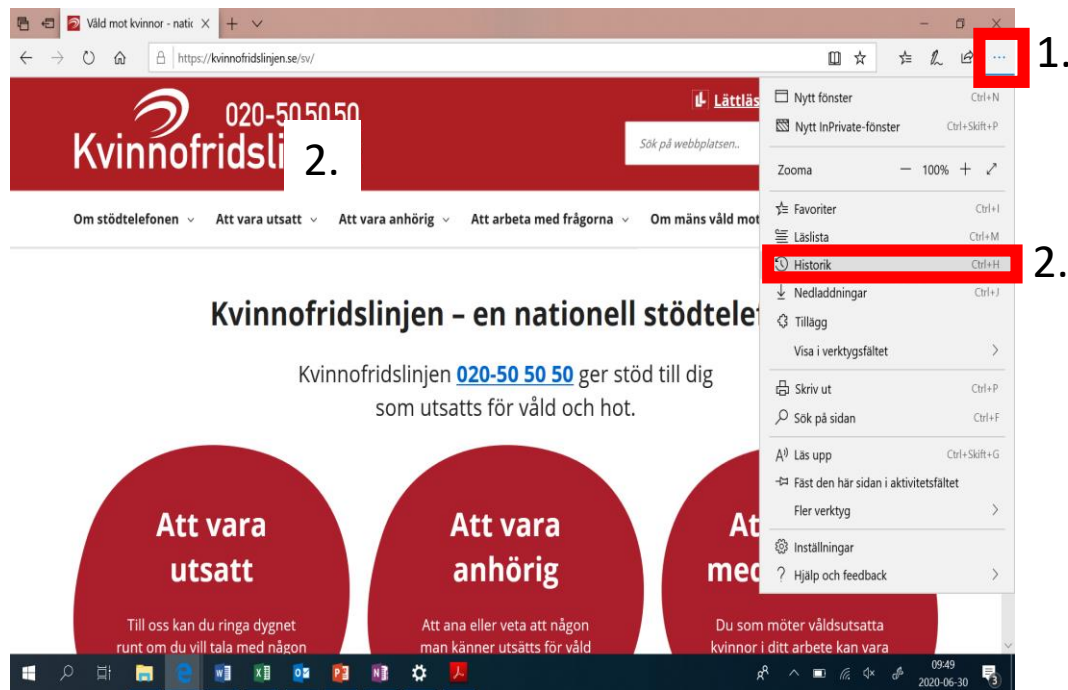 Våld mot kvinnor - natic
https://kvinnofridslinjen.se/sv/
1.
020-50 50 50
Kvinnofridsli
2.
Lättläs
Sök på webbplatsen..
Om stödtelefonen
Att vara utsatt
Att vara anhörig
Att arbeta med frågorna
Om mäns våld mot
Kvinnofridslinjen – en nationell stödtele
Kvinnofridslinjen 020-50 50 50 ger stöd till dig
som utsatts för våld och hot.
Att vara
utsatt
Till oss kan du ringa dygnet
runt om du vill tala med någon
Att vara
anhörig
Att ana eller veta att någon
man känner utsätts för våld
At
med
Du som möter våldsutsatta
kvinnor i ditt arbete kan vara
Nytt fönster Ctrl+N
Nytt InPrivate-fönster Ctrl+Skift+P
Zooma — 100% +
Favoriter Ctrl+I
Läslista Ctrl+M
Historik Ctrl+H
2.
Nedladdningar Ctrl+J
Tillägg
Visa i verktygsfältet
Skriv ut Ctrl+P
Sök på sidan Ctrl+F
Läs upp Ctrl+Skift+G
Fäst den här sidan i aktivitetsfältet
Fler verktyg
Inställningar
? Hjälp och feedback
09:49
2020-06-30
3